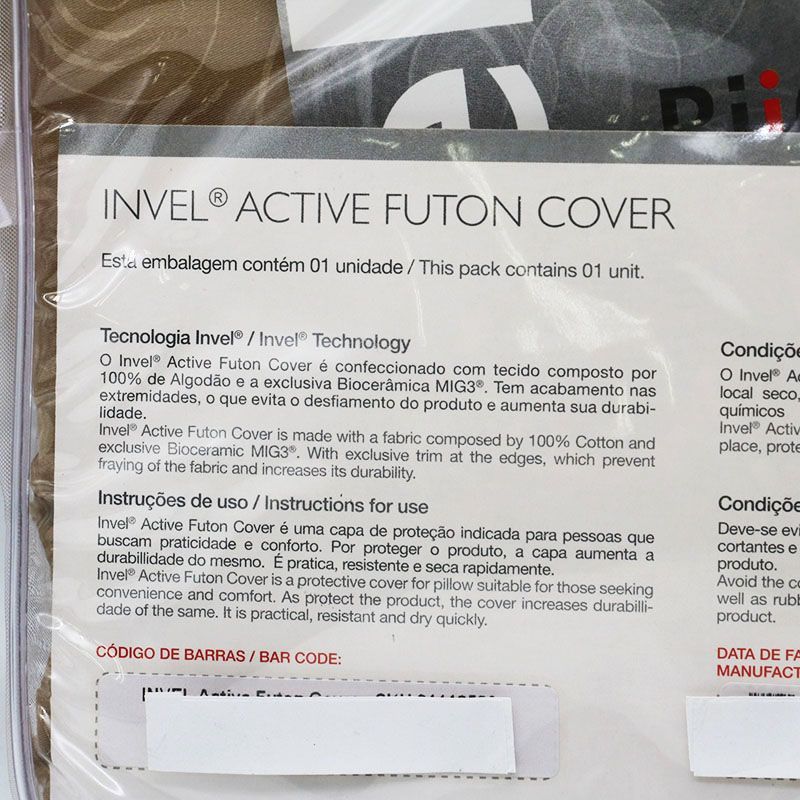 INVEL® ACTIVE FUTON COVER
Esta embalagem contém 01 unidade / This pack contains 01 unit.
Tecnologia Invel® / Invel® Technology
O Invel® Active Futon Cover é confeccionado com tecido composto por
100% de Algodão e a exclusiva Biocerâmica MIG3®. Tem acabamento nas
extremidades, o que evita o desfiamento do produto e aumenta sua durabi-
lidade.
Invel® Active Futon Cover is made with a fabric composed by 100% Cotton and
exclusive Bioceramic MIG3®. With exclusive trim at the edges, which prevent
fraying of the fabric and increases its durability.
Instruções de uso / Instructions for use
Invel® Active Futon Cover é uma capa de proteção indicada para pessoas que
buscam praticidade e conforto. Por proteger o produto, a capa aumenta a
durabillidade do mesmo. É pratica, resistente e seca rapidamente.
Invel® Active Futon Cover is a protective cover for pillow suitable for those seeking
convenience and comfort. As protect the product, the cover increases durabilli-
dade of the same. It is practical, resistant and dry quickly.
CÓDIGO DE BARRAS / BAR CODE:
INVEL Active Futon
Condiçõe
O Invel® Ac
local seco,
químicos
Invel® Activ
place, prote
Condiçõe
Deve-se evi
cortantes e
produto.
Avoid the co
well as rubb
product.
DATA DE FA
MANUFACT